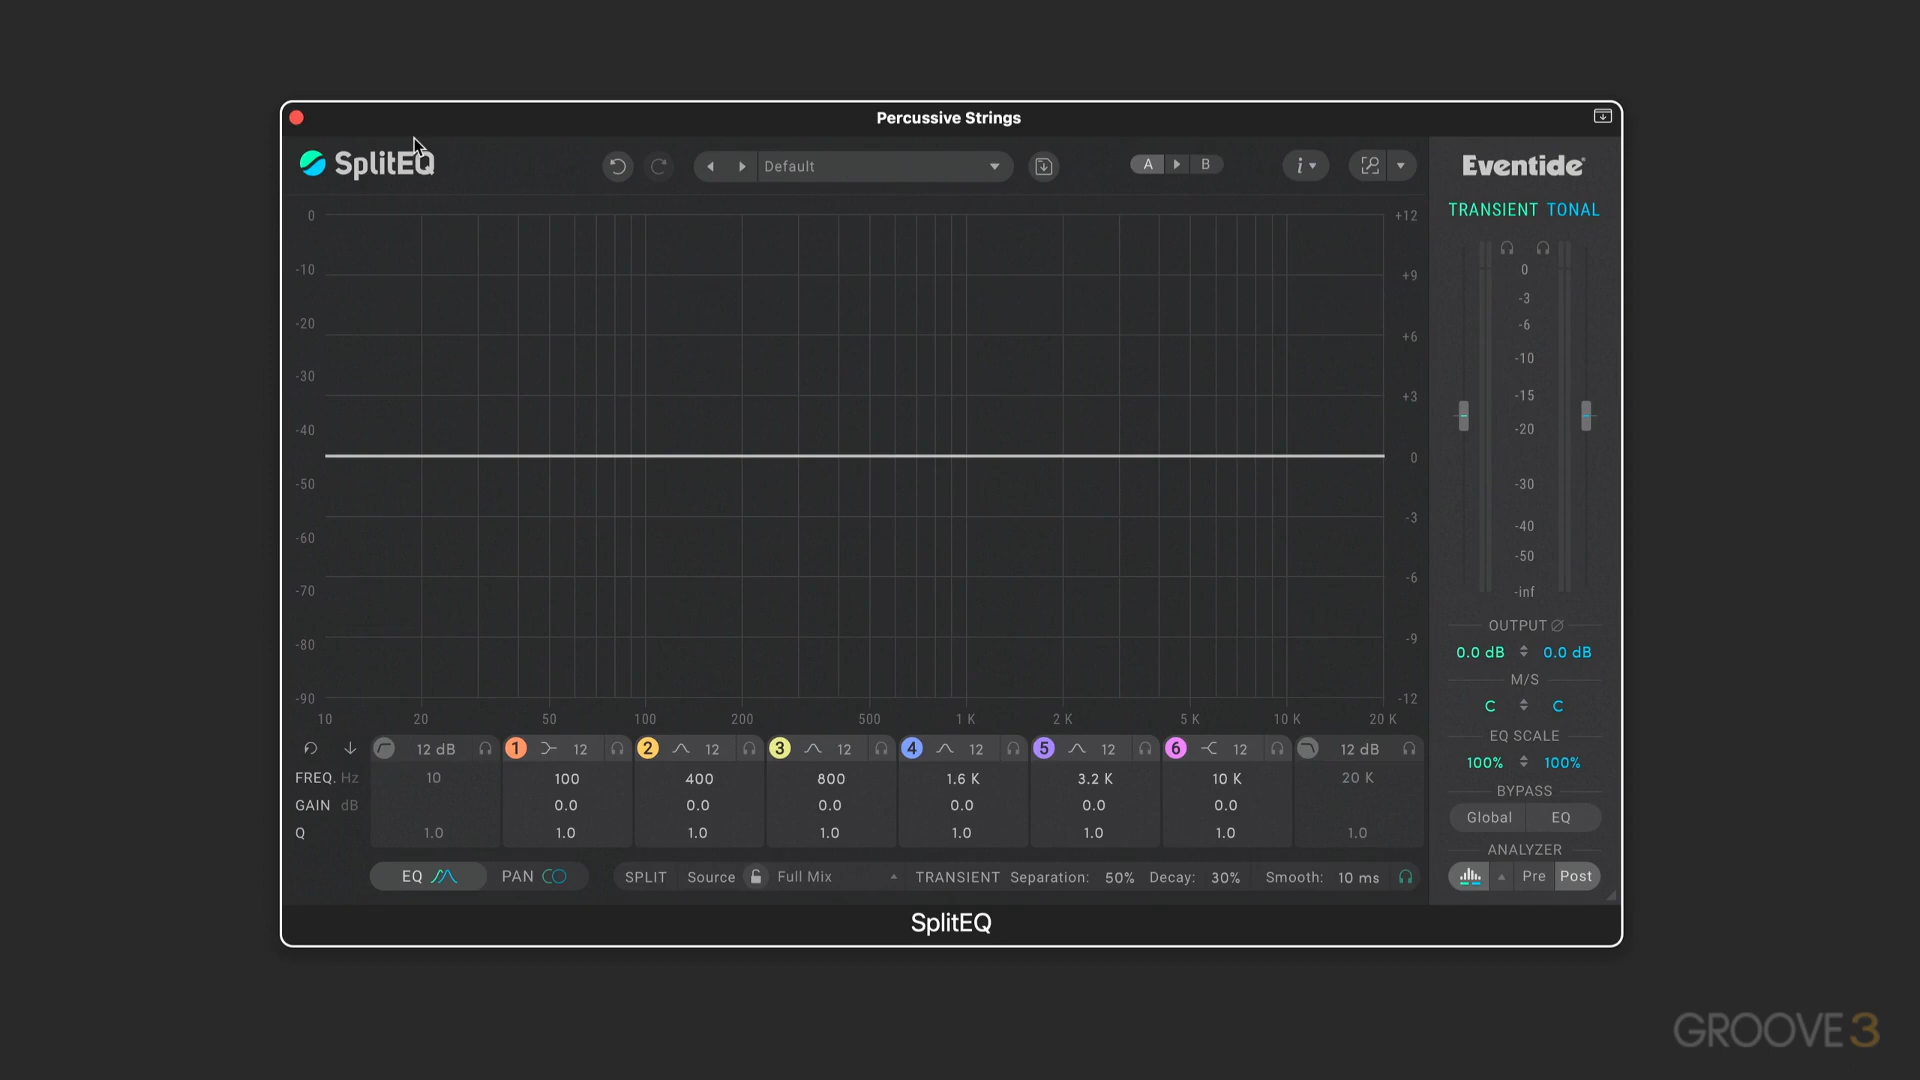 Percussive Strings
SplitEQ
Default
A B
i
Eventide
TRANSIENT TONAL
0 +12
-10 +9
-20 +6
-30 +3
-40
0
-50
-3
-60
-6
-70
-9
-80
-90 -12
10 20 50 100 200 500 1 K 2 K 5 K 10 K 20 K
0
-3
-6
-10
-15
-20
-30
-40
-50
-inf
OUTPUT
0.0 dB 0.0 dB
M/S
C C
EQ SCALE
100% 100%
BYPASS
Global EQ
ANALYZER
Pre Post
12 dB 1 12 2 12 3 12 4 12 5 12 6 12 12 dB
FREQ. Hz 10 100 400 800 1.6 K 3.2 K 10 K 20 K
GAIN dB 0.0 0.0 0.0 0.0 0.0 0.0
Q 1.0 1.0 1.0 1.0 1.0 1.0 1.0 1.0
EQ PAN SPLIT Source Full Mix TRANSIENT Separation: 50% Decay: 30% Smooth: 10 ms
SplitEQ
GROOVE 3